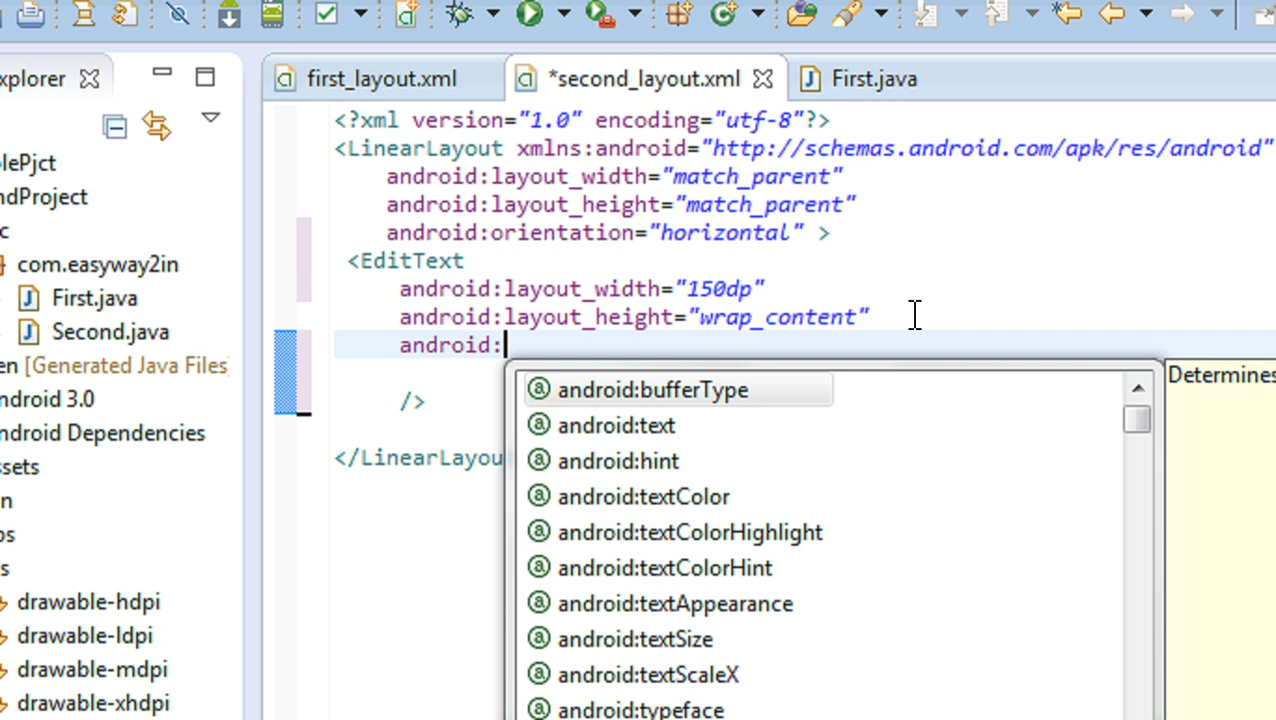 xplorer
first_layout.xml
*second_layout.xml
First.java
lePjct
ndProject
c
com.easyway2in
First.java
Second.java
en [Generated Java Files]
ndroid 3.0
ndroid Dependencies
ssets
n
os
s
drawable-hdpi
drawable-ldpi
drawable-mdpi
drawable-xhdpi
<?xml version="1.0" encoding="utf-8"?>
<LinearLayout xmlns:android="http://schemas.android.com/apk/res/android"
android:layout_width="match_parent"
android:layout_height="match_parent"
android:orientation="horizontal" >
<EditText
android:layout_width="150dp"
android:layout_height="wrap_content"
android:
/>
</LinearLayou
android:bufferType
android:text
android:hint
android:textColor
android:textColorHighlight
android:textColorHint
android:textAppearance
android:textSize
android:textScaleX
android:typeface
Determines